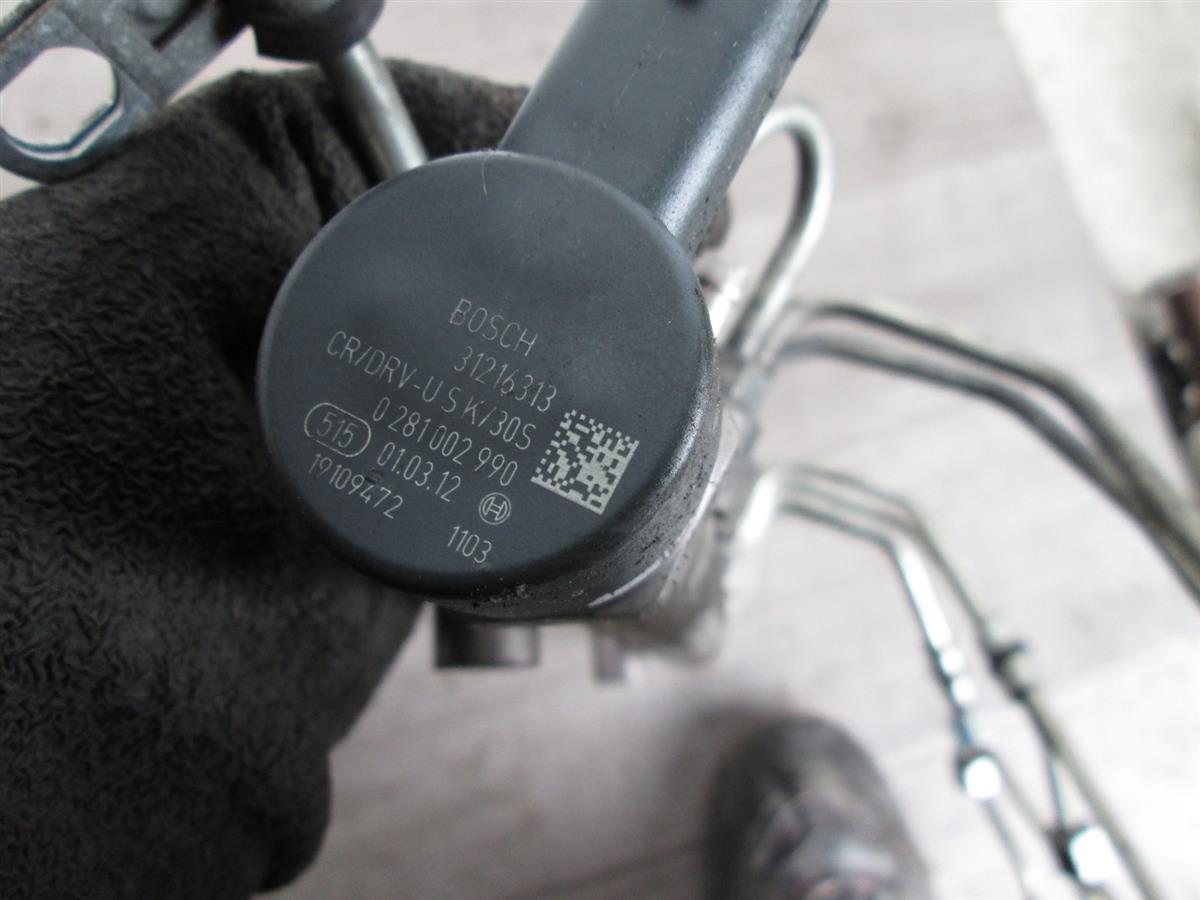 BOSCH
31216313
CR/DRV-U S K/30S
0 281 002 990
515 01.03.12
19109472
1103